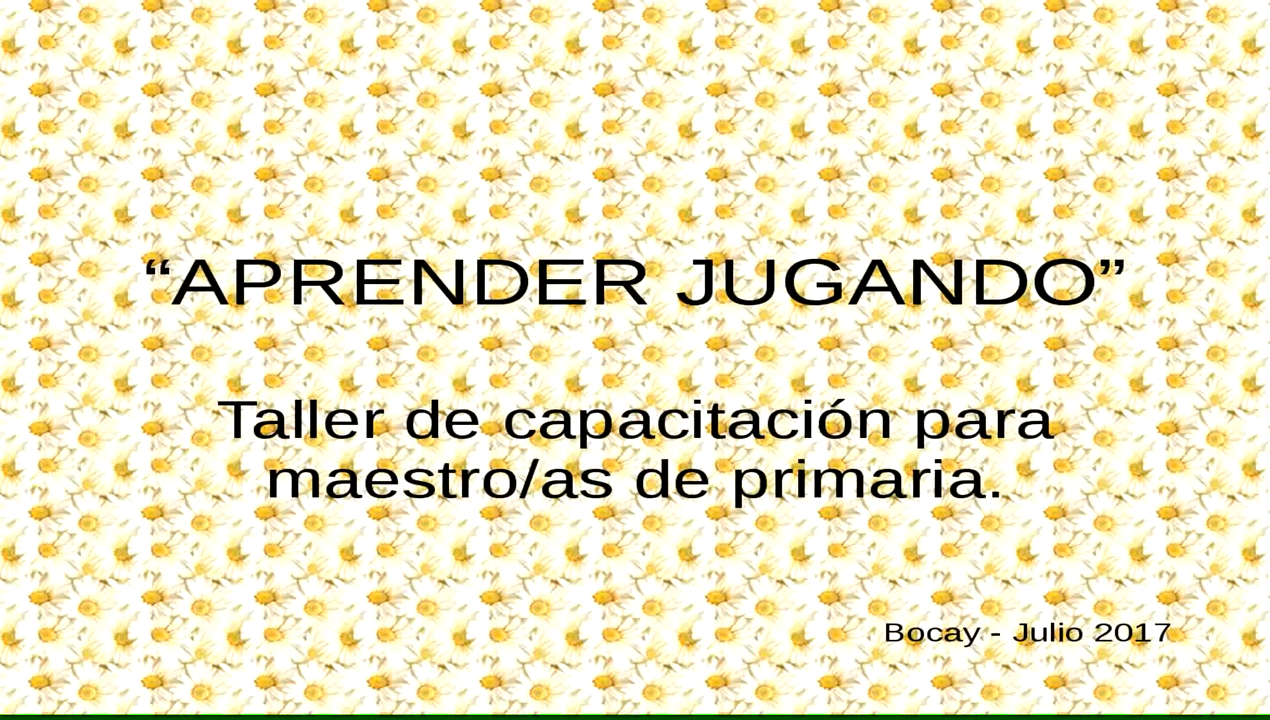 “APRENDER JUGANDO”
Taller de capacitación para
maestro/as de primaria.
Bocay - Julio 2017